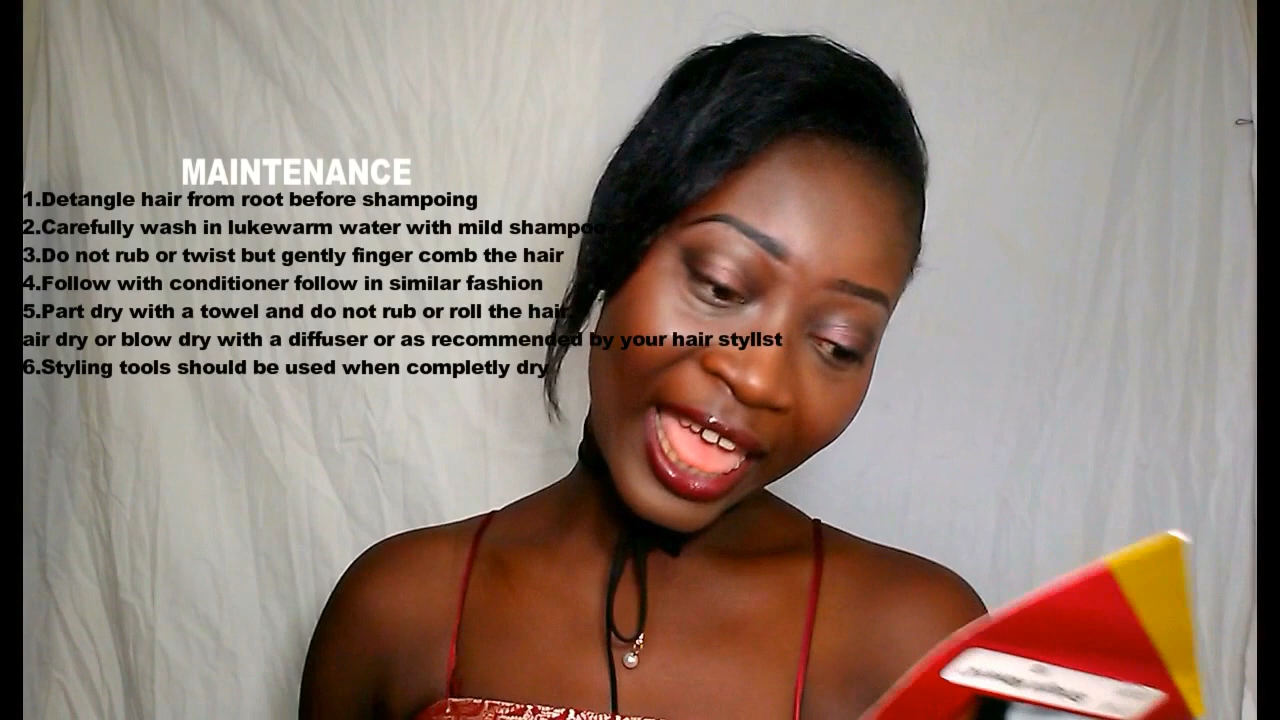 MAINTENANCE
1.Detangle hair from root before shampoing
2.Carefully wash in lukewarm water with mild shampoo
3.Do not rub or twist but gently finger comb the hair
4.Follow with conditioner follow in similar fashion
5.Part dry with a towel and do not rub or roll the hair.
air dry or blow dry with a diffuser or as recommended by your hair styllst
6.Styling tools should be used when completly dry